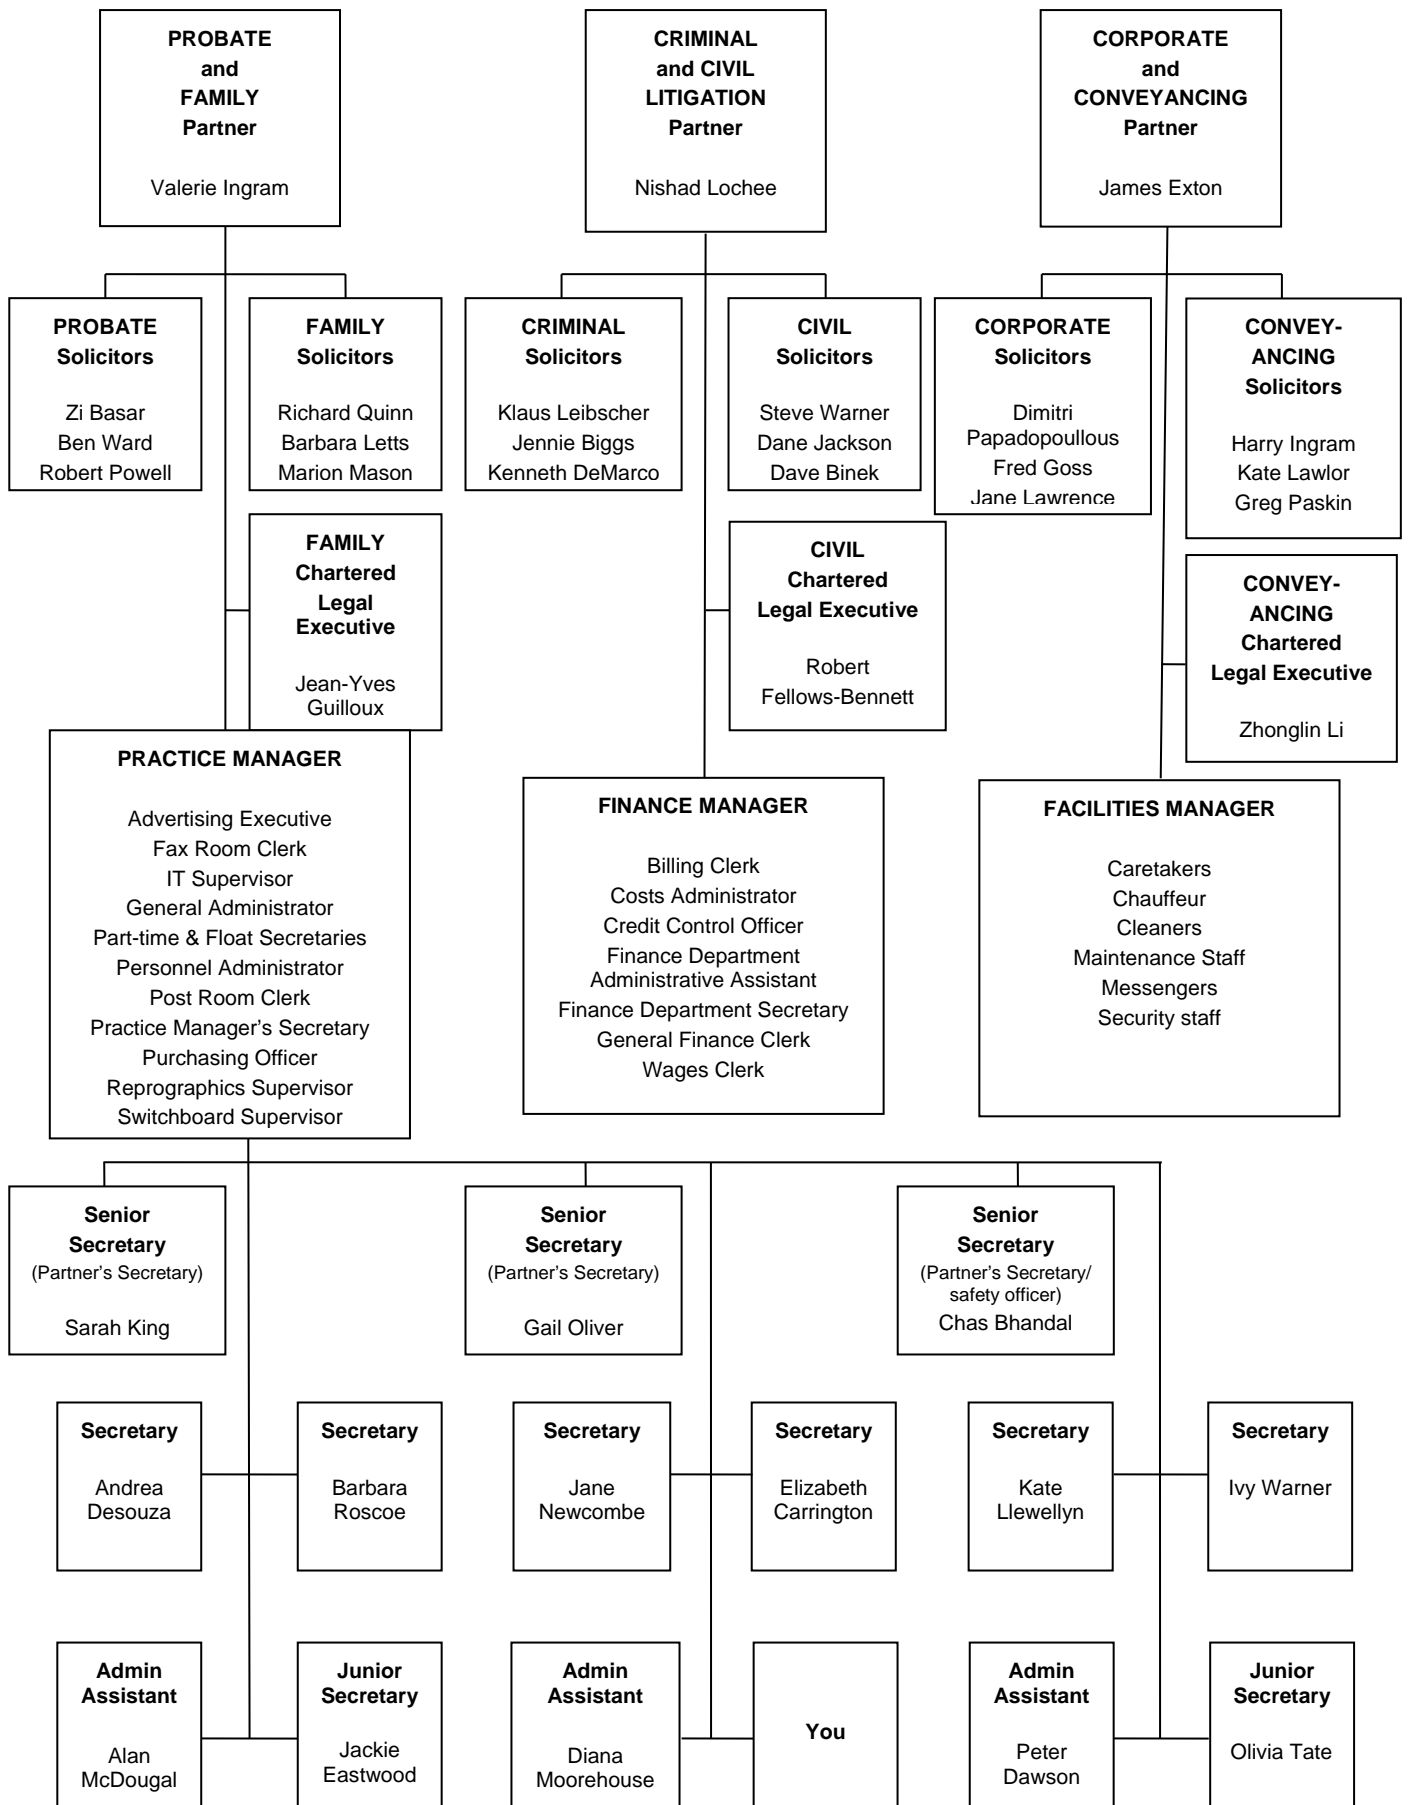 PROBATE
and
FAMILY
Partner
Valerie Ingram
CRIMINAL
and CIVIL
LITIGATION
Partner
Nishad Lochee
CORPORATE
and
CONVEYANCING
Partner
James Exton
PROBATE
Solicitors
Zi Basar
Ben Ward
Robert Powell
FAMILY
Solicitors
Richard Quinn
Barbara Letts
Marion Mason
CRIMINAL
Solicitors
Klaus Leibscher
Jennie Biggs
Kenneth DeMarco
CIVIL
Solicitors
Steve Warner
Dane Jackson
Dave Binek
CORPORATE
Solicitors
Dimitri
Papadopoullous
Fred Goss
Jane Lawrence
CONVEY-
ANCING
Solicitors
Harry Ingram
Kate Lawlor
Greg Paskin
FAMILY
Chartered
Legal
Executive
Jean-Yves
Guilloux
CIVIL
Chartered
Legal Executive
Robert
Fellows-Bennett
CONVEY-
ANCING
Chartered
Legal Executive
Zhonglin Li
PRACTICE MANAGER
Advertising Executive
Fax Room Clerk
IT Supervisor
General Administrator
Part-time & Float Secretaries
Personnel Administrator
Post Room Clerk
Practice Manager’s Secretary
Purchasing Officer
Reprographics Supervisor
Switchboard Supervisor
FINANCE MANAGER
Billing Clerk
Costs Administrator
Credit Control Officer
Finance Department
Administrative Assistant
Finance Department Secretary
General Finance Clerk
Wages Clerk
FACILITIES MANAGER
Caretakers
Chauffeur
Cleaners
Maintenance Staff
Messengers
Security staff
Senior
Secretary
(Partner’s Secretary)
Sarah King
Senior
Secretary
(Partner’s Secretary)
Gail Oliver
Senior
Secretary
(Partner’s Secretary/
safety officer)
Chas Bhandal
Secretary
Andrea
Desouza
Secretary
Barbara
Roscoe
Secretary
Jane
Newcombe
Secretary
Elizabeth
Carrington
Secretary
Kate
Llewellyn
Secretary
Ivy Warner
Admin
Assistant
Alan
McDougal
Junior
Secretary
Jackie
Eastwood
Admin
Assistant
Diana
Moorehouse
You
Admin
Assistant
Peter
Dawson
Junior
Secretary
Olivia Tate